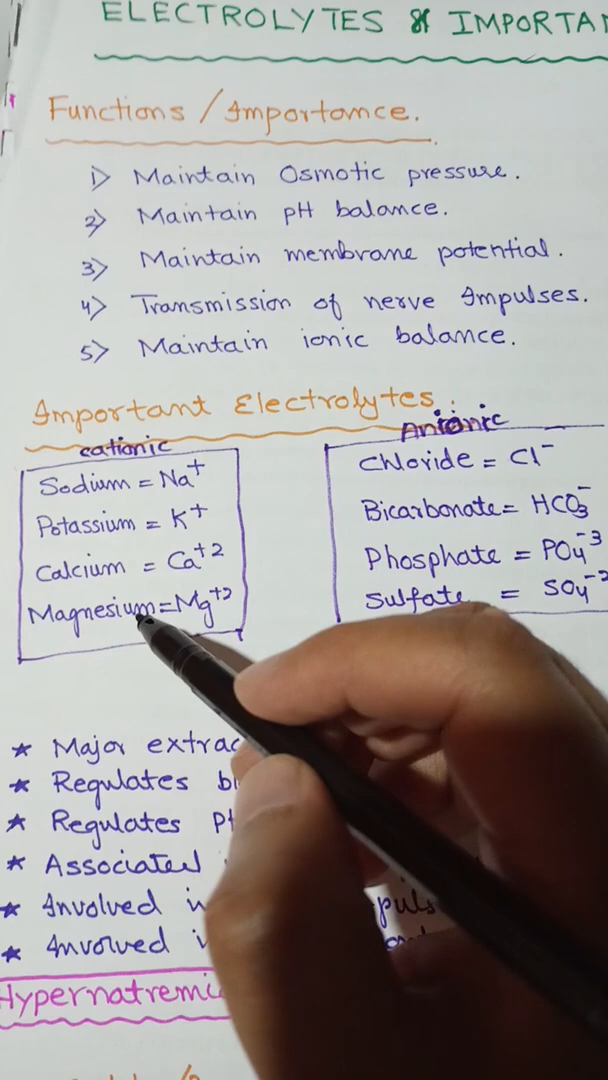 ELECTROLYTES & IMPORTA
Functions / Importance.
1) Maintain Osmotic pressure.
2) Maintain pH balance.
3) Maintain membrane potential.
4) Transmission of nerve Impulses.
5) Maintain ionic balance.
Important Electrolytes.
cationic
Sodium = Na⁺
Potassium = K⁺
Calcium = Ca⁺²
Magnesium = Mg⁺²
Anionic
Chloride = Cl⁻
Bicarbonate = HCO₃⁻
Phosphate = PO₄⁻³
Sulfate = SO₄⁻²
* Major extrac
* Regulates b
* Regulates P
* Associated
* Involved i puls
* Involved i
Hypernatremi